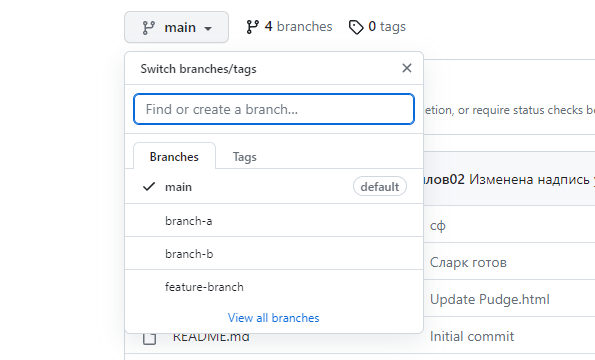 main 4 branches 0 tags
Switch branches/tags
Find or create a branch...
etion, or require status checks be
Branches Tags
main default
лов02 Изменена надпись у
branch-a
сф
branch-b
Сларк готов
feature-branch
Update Pudge.html
View all branches
README.md Initial commit